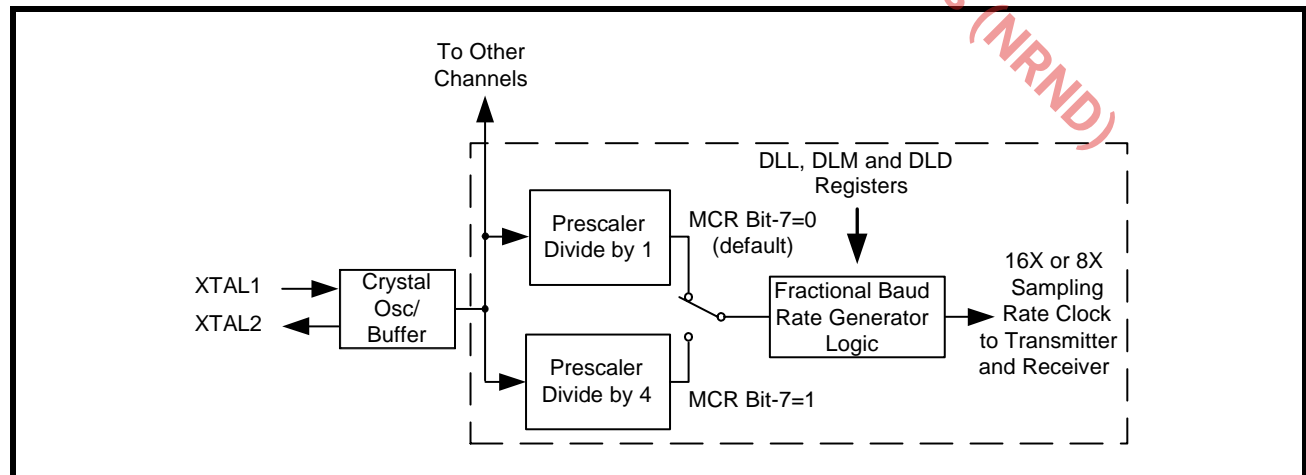 (NRND)
To Other
Channels
DLL, DLM and DLD
Registers
Prescaler
Divide by 1
MCR Bit-7=0
(default)
XTAL1
XTAL2
Crystal
Osc/
Buffer
Fractional Baud
Rate Generator
Logic
16X or 8X
Sampling
Rate Clock
to Transmitter
and Receiver
Prescaler
Divide by 4
MCR Bit-7=1